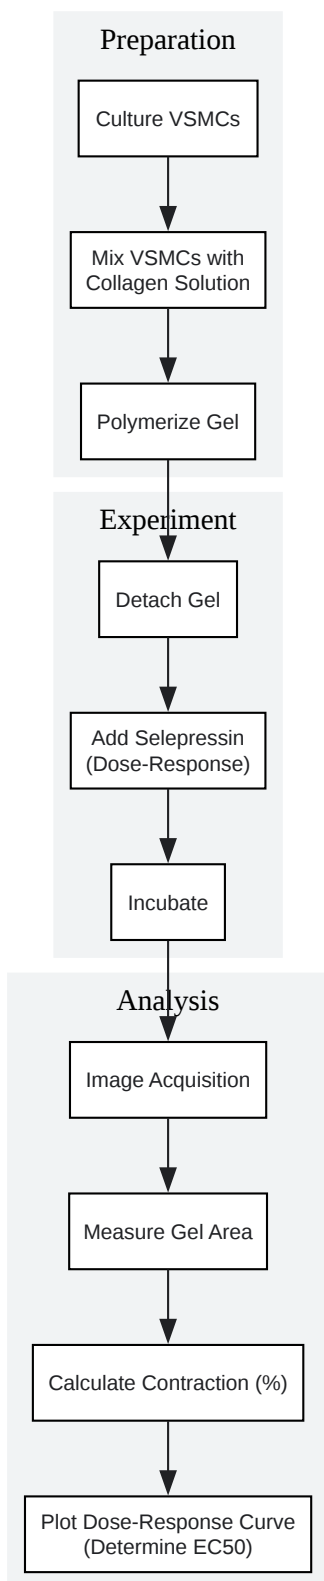 Preparation
Culture VSMCs
Mix VSMCs with
Collagen Solution
Polymerize Gel
Experiment
Detach Gel
Add Selepressin
(Dose-Response)
Incubate
Analysis
Image Acquisition
Measure Gel Area
Calculate Contraction (%)
Plot Dose-Response Curve
(Determine EC50)